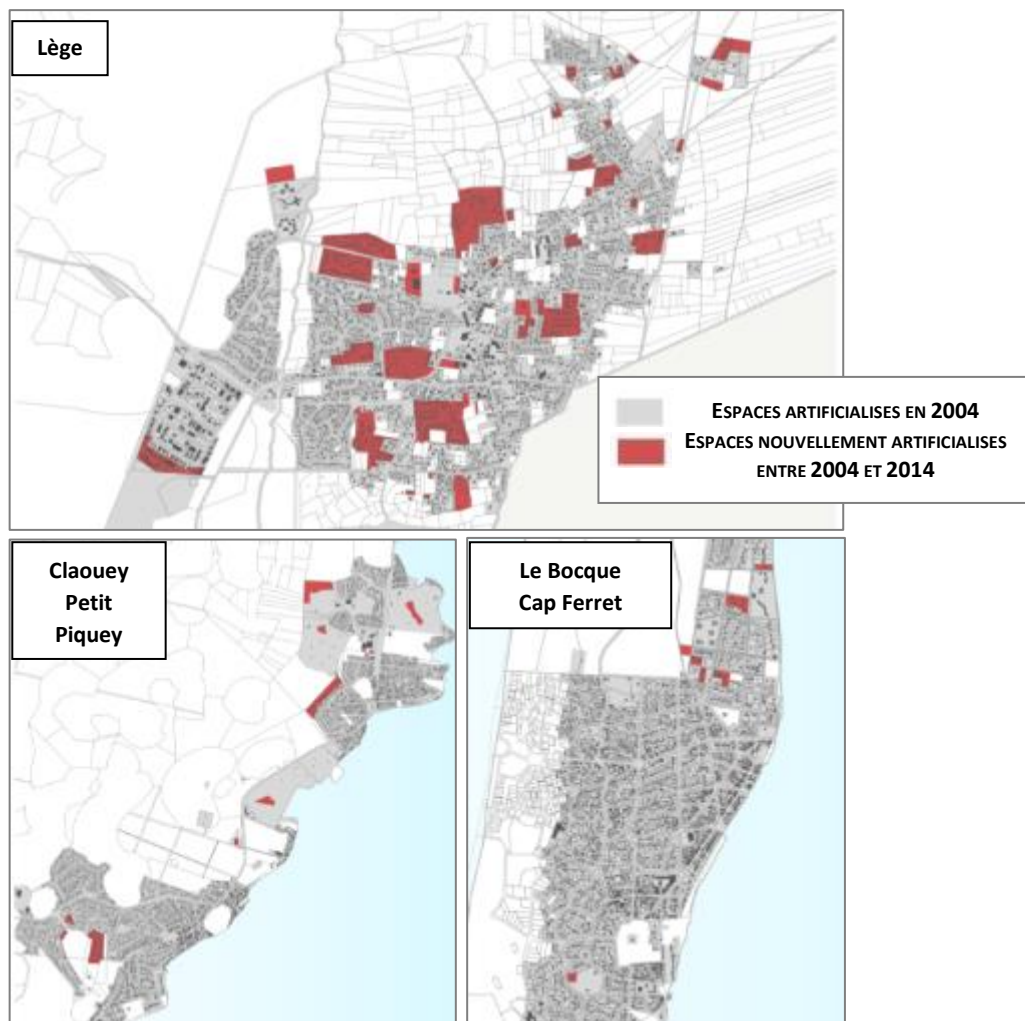 Lège
ESPACES ARTIFICIALISES EN 2004
ESPACES NOUVELLEMENT ARTIFICIALISES
ENTRE 2004 ET 2014
Claouey
Petit
Piquey
Le Bocque
Cap Ferret